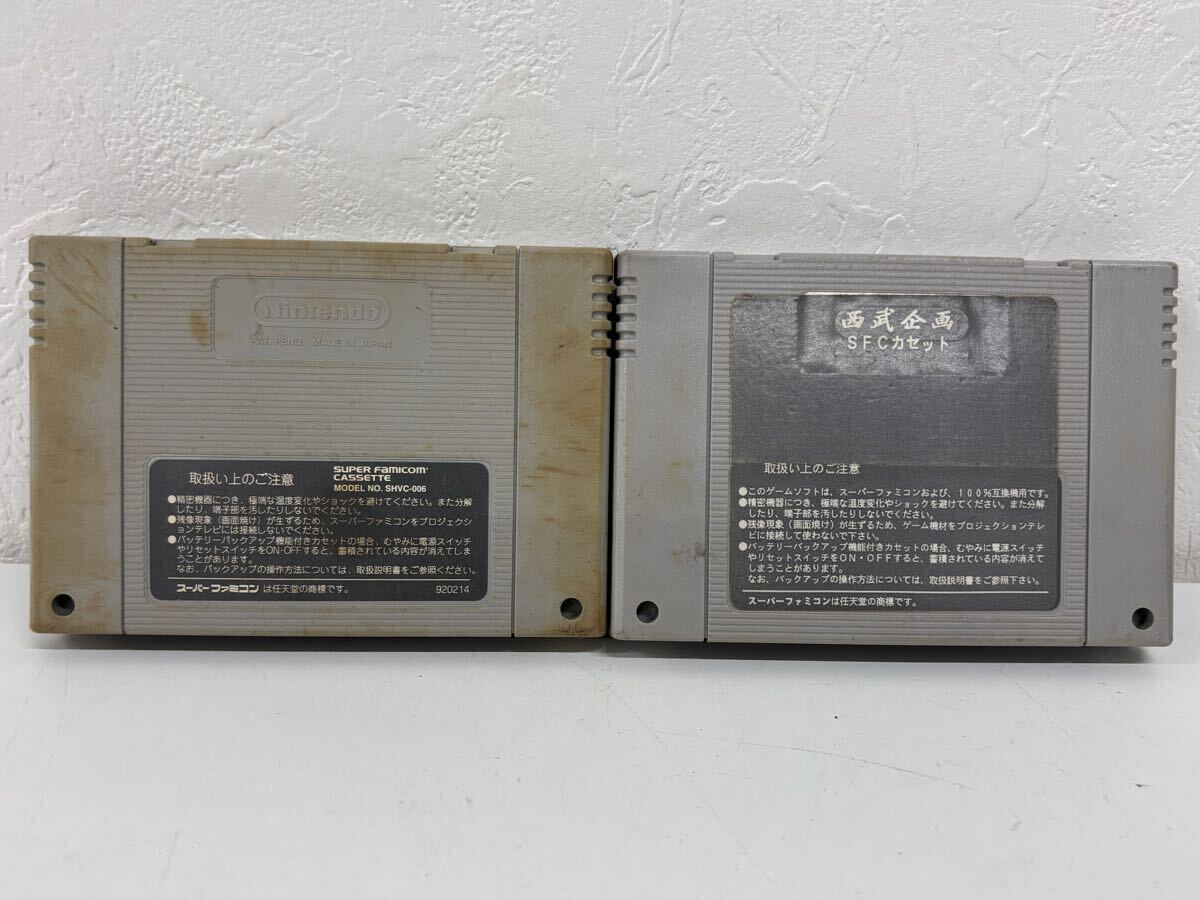 Nintendo
PAT. PEND. MADE IN JAPAN
取扱い上のご注意
SUPER FAMICOM
CASSETTE
MODEL NO. SHVC-006
●精密機器につき、極端な温度変化やショックを避けてください。また分解
したり、端子部を汚したりしないでください。
●残像現象（画面焼け）が生ずるため、スーパーファミコンをプロジェクシ
ョンテレビには接続しないでください。
●バッテリーバックアップ機能付きカセットの場合、むやみに電源スイッチ
やリセットスイッチをON・OFFすると、蓄積されている内容が消えてしま
うことがあります。
なお、バックアップの操作方法については、取扱説明書をご参照ください。
スーパーファミコンは任天堂の商標です。
920214
西武企画
SFCカセット
取扱い上のご注意
●このゲームソフトは、スーパーファミコンおよび、100%互換機用です。
●精密機器につき、極端な温度変化やショックを避けてください。また分解
したり、端子部を汚したりしないでください。
●残像現象（画面焼け）が生ずるため、ゲーム機材をプロジェクションテレ
ビに接続して使わないで下さい。
●バッテリーバックアップ機能付きカセットの場合、むやみに電源スイッチ
やリセットスイッチをON・OFFすると、蓄積されている内容が消えて
しまうことがあります。
なお、バックアップの操作方法については、取扱説明書をご参照下さい。
スーパーファミコンは任天堂の商標です。